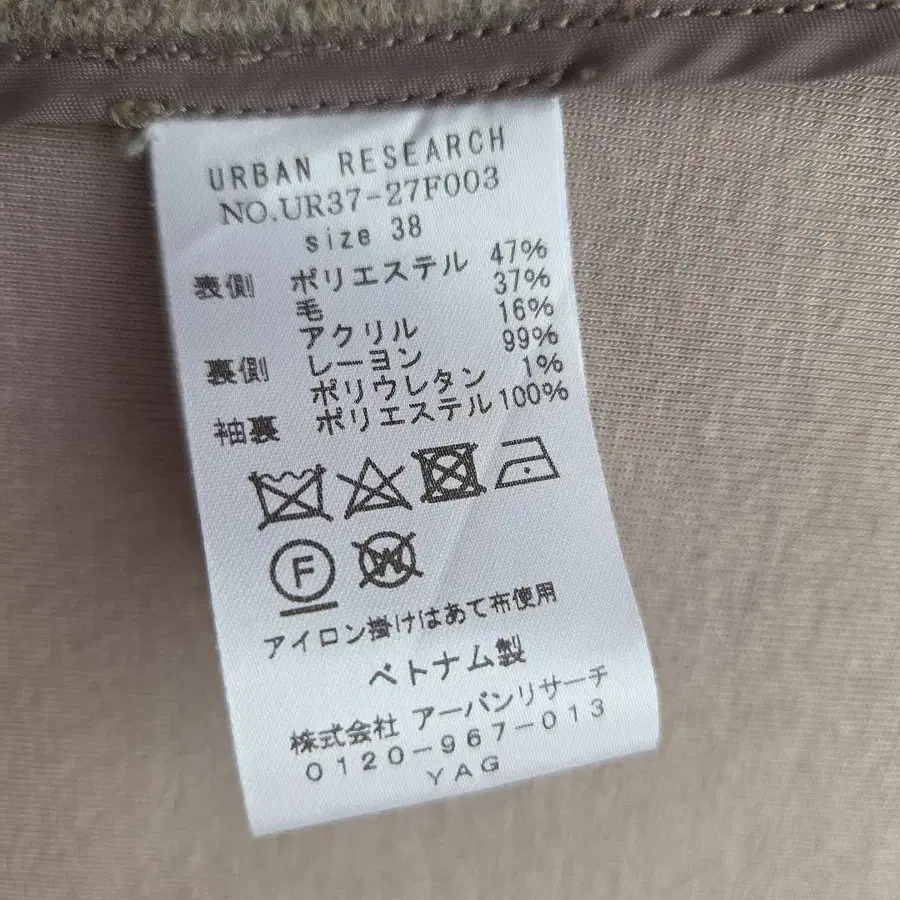 URBAN RESEARCH
NO.UR37-27F003
size 38
表側 ポリエステル 47%
毛 37%
アクリル 16%
裏側 レーヨン 99%
ポリウレタン 1%
袖裏 ポリエステル 100%
F W
アイロン掛けはあて布使用
ベトナム製
株式会社 アーバンリサーチ
0120-967-013
YAG